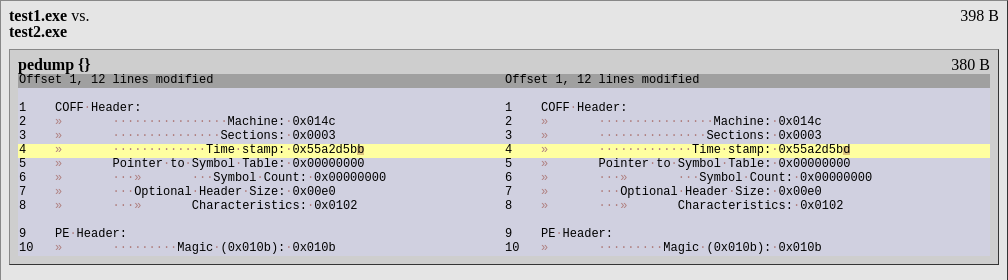 test1.exe vs. 398 B
test2.exe
pedump {} 380 B
Offset 1, 12 lines modified Offset 1, 12 lines modified
1 COFF·Header: 1 COFF·Header:
2 » ················Machine:·0x014c 2 » ················Machine:·0x014c
3 » ···············Sections:·0x0003 3 » ···············Sections:·0x0003
4 » ·············Time·stamp:·0x55a2d5bb 4 » ·············Time·stamp:·0x55a2d5bd
5 » Pointer·to·Symbol·Table:·0x00000000 5 » Pointer·to·Symbol·Table:·0x00000000
6 » ···» ···Symbol·Count:·0x00000000 6 » ···» ···Symbol·Count:·0x00000000
7 » ···Optional·Header·Size:·0x00e0 7 » ···Optional·Header·Size:·0x00e0
8 » ···» Characteristics:·0x0102 8 » ···» Characteristics:·0x0102
9 PE·Header: 9 PE·Header:
10 » ·········Magic·(0x010b):·0x010b 10 » ·········Magic·(0x010b):·0x010b